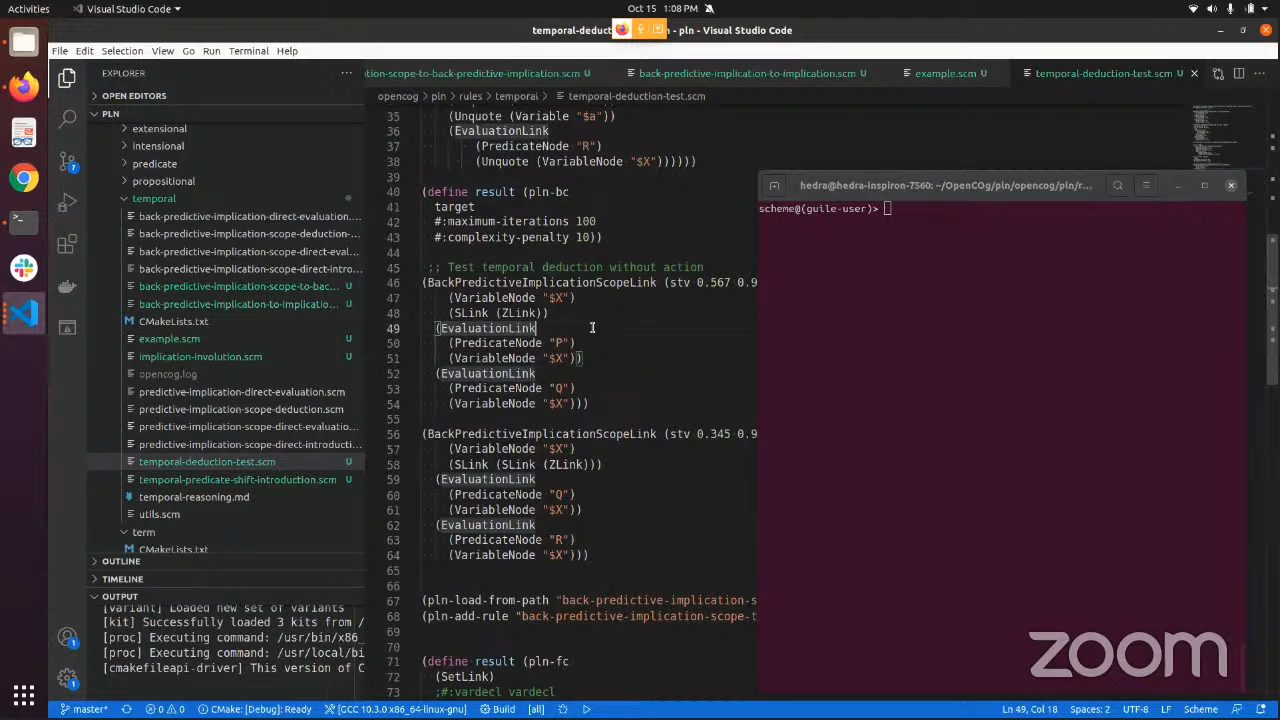 Activities
Visual Studio Code
Oct 15 1:08 PM
temporal-deduct
n - pln - Visual Studio Code
File Edit Selection View Go Run Terminal Help
EXPLORER
OPEN EDITORS
PLN
extensional
intensional
predicate
propositional
temporal
back-predictive-implication-direct-evaluation.
back-predictive-implication-scope-deduction-...
back-predictive-implication-scope-direct-eval...
back-predictive-implication-scope-direct-intro...
back-predictive-implication-scope-to-bac... U
back-predictive-implication-to-implicatio... U
CMakeLists.txt
example.scm U
implication-involution.scm U
opencog.log
predictive-implication-direct-evaluation.scm
predictive-implication-scope-deduction.scm
predictive-implication-scope-direct-evaluatio...
predictive-implication-scope-direct-introducti...
temporal-deduction-test.scm U
temporal-predicate-shift-introduction.scm U
temporal-reasoning.md
utils.scm
term
CMakeLists.txt
OUTLINE
TIMELINE
OUTPUT
[variant] Loaded new set of variants
[kit] Successfully loaded 3 kits from /
[proc] Executing command: /usr/bin/x86_
[proc] Executing command: /usr/local/bi
[cmakefileapi-driver] This version of C
tion-scope-to-back-predictive-implication.scm U
back-predictive-implication-to-implication.scm U
example.scm U
temporal-deduction-test.scm U
opencog > pln > rules > temporal > temporal-deduction-test.scm
35 (Unquote (Variable "$a"))
36 (EvaluationLink
37 (PredicateNode "R")
38 (Unquote (VariableNode "$X"))))))
39
40 (define result (pln-bc
41 target
42 #:maximum-iterations 100
43 #:complexity-penalty 10))
44
45 ;; Test temporal deduction without action
46 (BackPredictiveImplicationScopeLink (stv 0.567 0.9
47 (VariableNode "$X")
48 (SLink (ZLink))
49 (EvaluationLink
50 (PredicateNode "P")
51 (VariableNode "$X"))
52 (EvaluationLink
53 (PredicateNode "Q")
54 (VariableNode "$X")))
55
56 (BackPredictiveImplicationScopeLink (stv 0.345 0.9
57 (VariableNode "$X")
58 (SLink (SLink (ZLink)))
59 (EvaluationLink
60 (PredicateNode "Q")
61 (VariableNode "$X"))
62 (EvaluationLink
63 (PredicateNode "R")
64 (VariableNode "$X")))
65
66
67 (pln-load-from-path "back-predictive-implication-s
68 (pln-add-rule "back-predictive-implication-scope-t
69
70
71 (define result (pln-fc
72 (SetLink)
73 ;#:vardecl vardecl
hedra@hedra-Inspiron-7560: ~/OpenCOg/pln/opencog/pln/r...
scheme@(guile-user)>
zoom
master* 0 0 CMake: [Debug]: Ready [GCC 10.3.0 x86_64-linux-gnu] Build [all] Ln 49, Col 18 Spaces: 2 UTF-8 LF Scheme